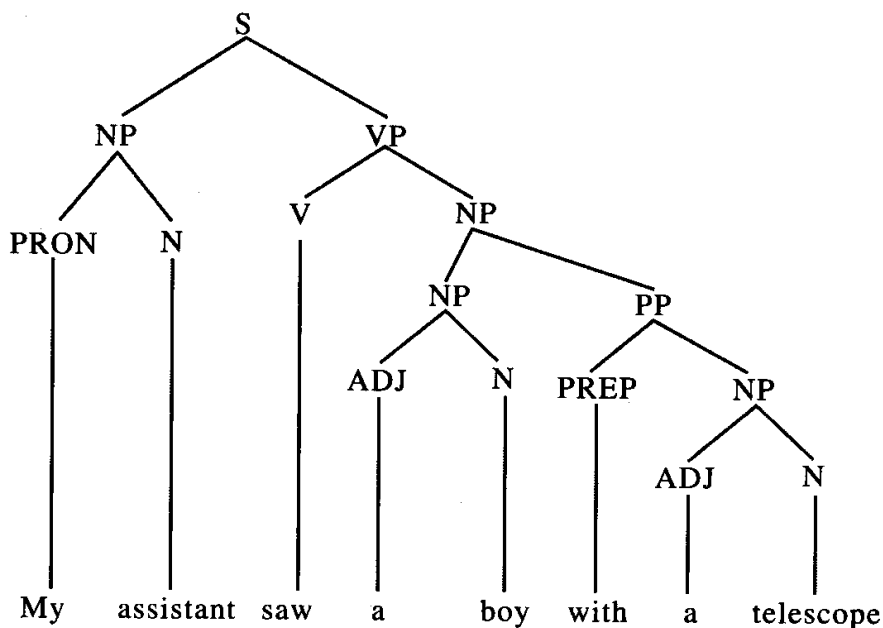 S
NP VP
PRON N V NP
NP PP
ADJ N PREP NP
ADJ N
My assistant saw a boy with a telescope